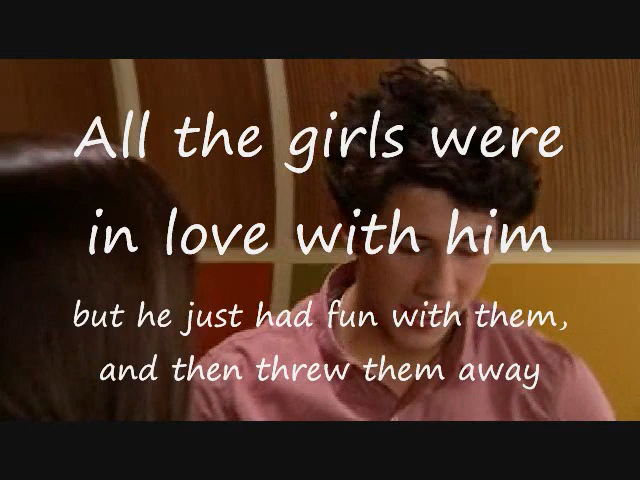 All the girls were
in love with him
but he just had fun with them,
and then threw them away